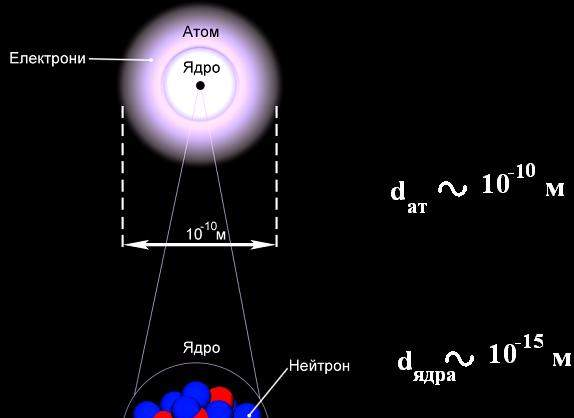 Атом
Електрони
Ядро
d ат ~ 10⁻¹⁰ м
10⁻¹⁰м
Ядро
d ядра ~ 10⁻¹⁵ м
Нейтрон